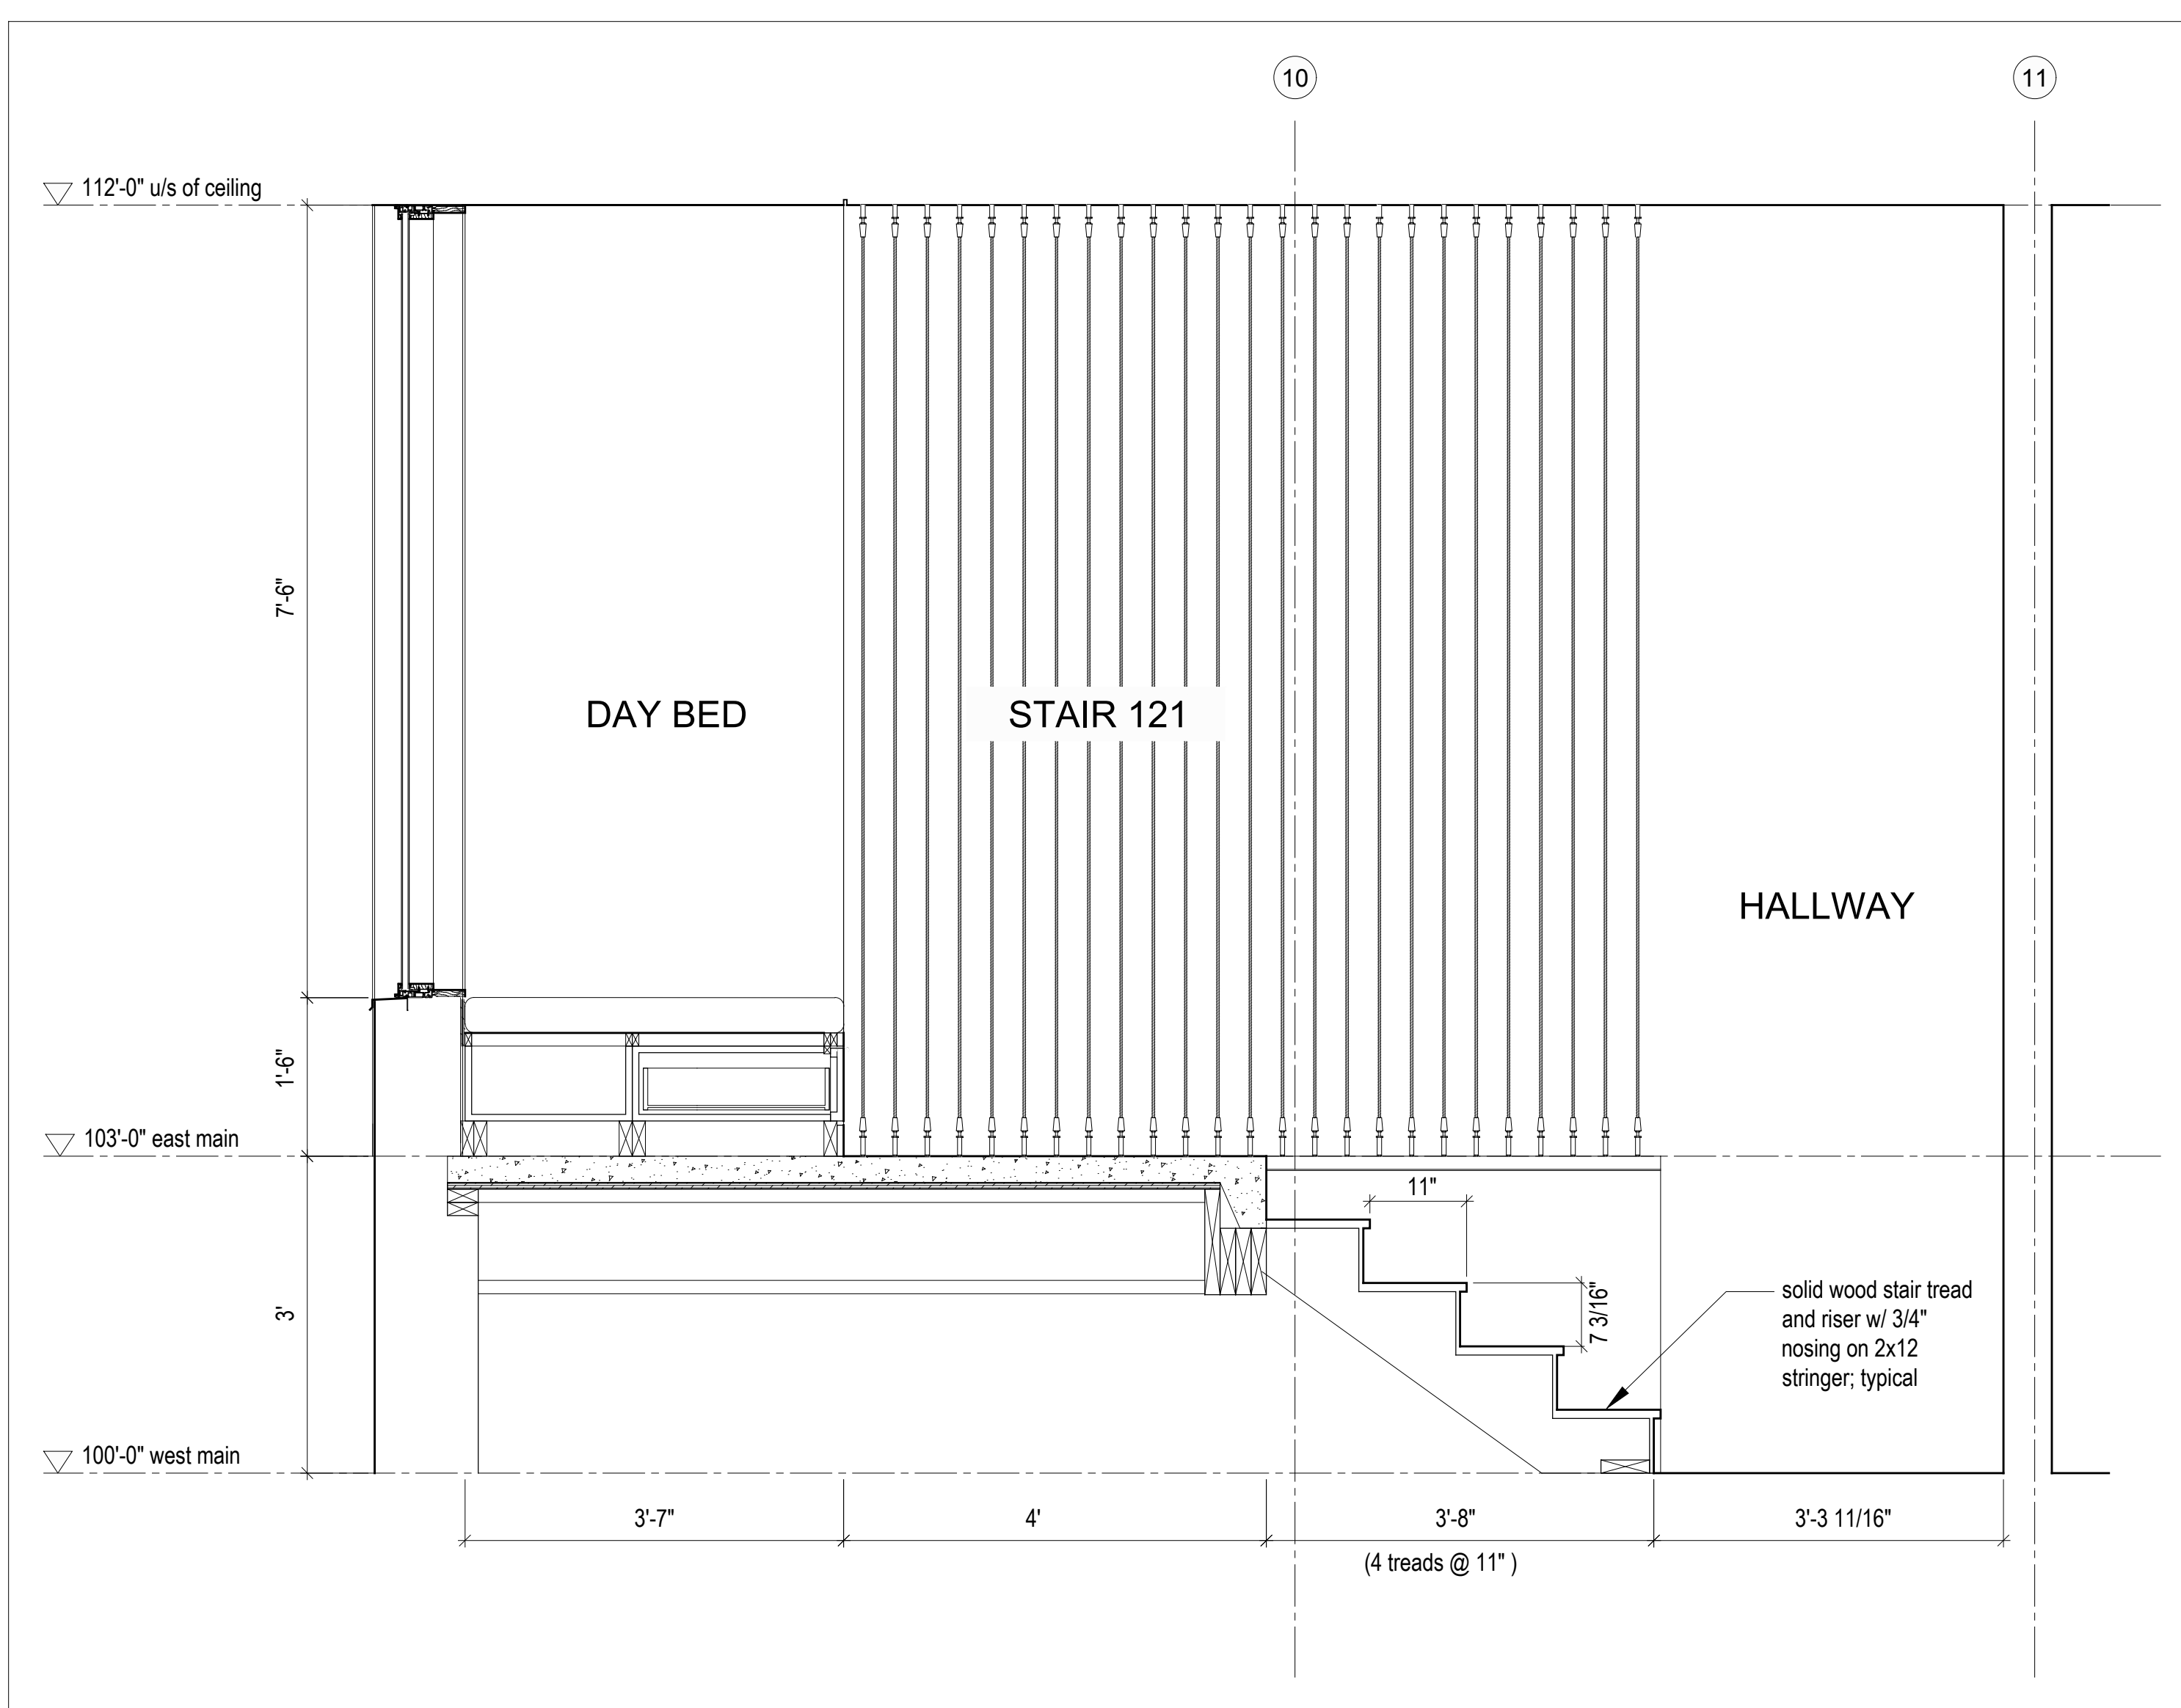 10
11
112'-0" u/s of ceiling
7'-6"
DAY BED
STAIR 121
HALLWAY
1'-6"
103'-0" east main
11"
7 3/16"
solid wood stair tread
and riser w/ 3/4"
nosing on 2x12
stringer; typical
3'
100'-0" west main
3'-7"
4'
3'-8"
3'-3 11/16"
(4 treads @ 11" )